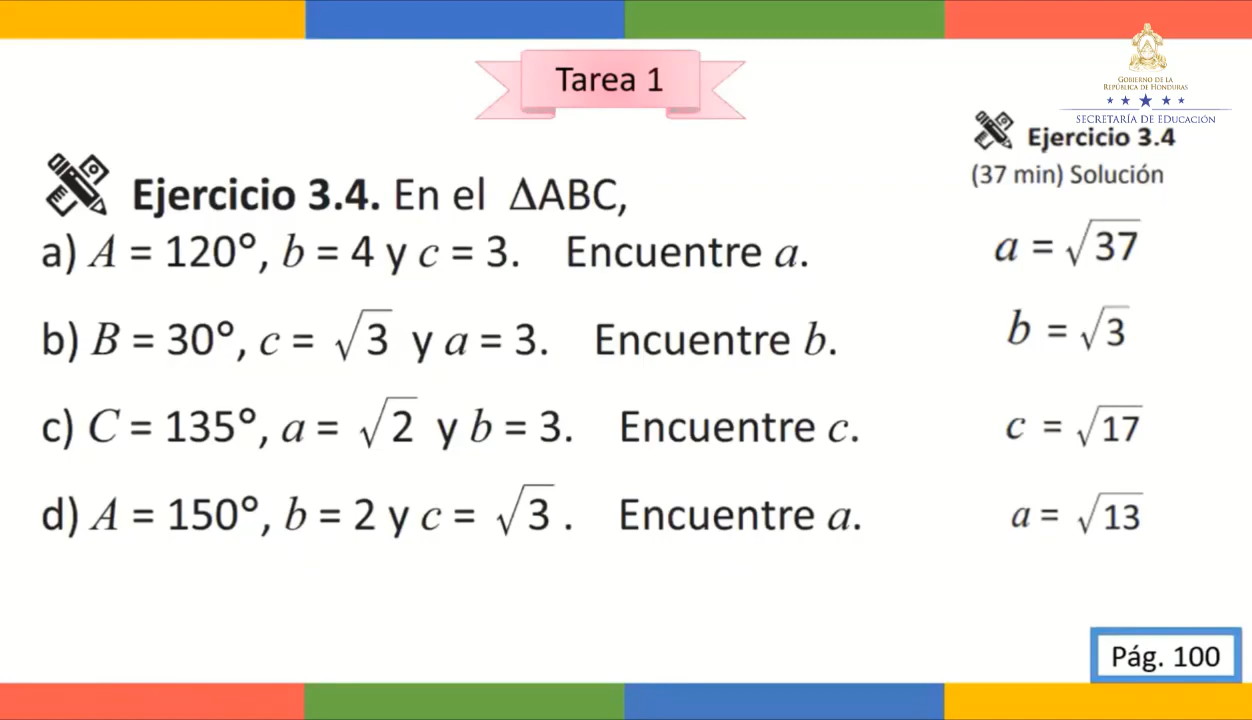 Tarea 1
GOBIERNO DE LA
REPÚBLICA DE HONDURAS
SECRETARÍA DE EDUCACIÓN
Ejercicio 3.4
(37 min) Solución
Ejercicio 3.4. En el ΔABC,
a) A = 120°, b = 4 y c = 3. Encuentre a. a = √37
b) B = 30°, c = √3 y a = 3. Encuentre b. b = √3
c) C = 135°, a = √2 y b = 3. Encuentre c. c = √17
d) A = 150°, b = 2 y c = √3. Encuentre a. a = √13
Pág. 100